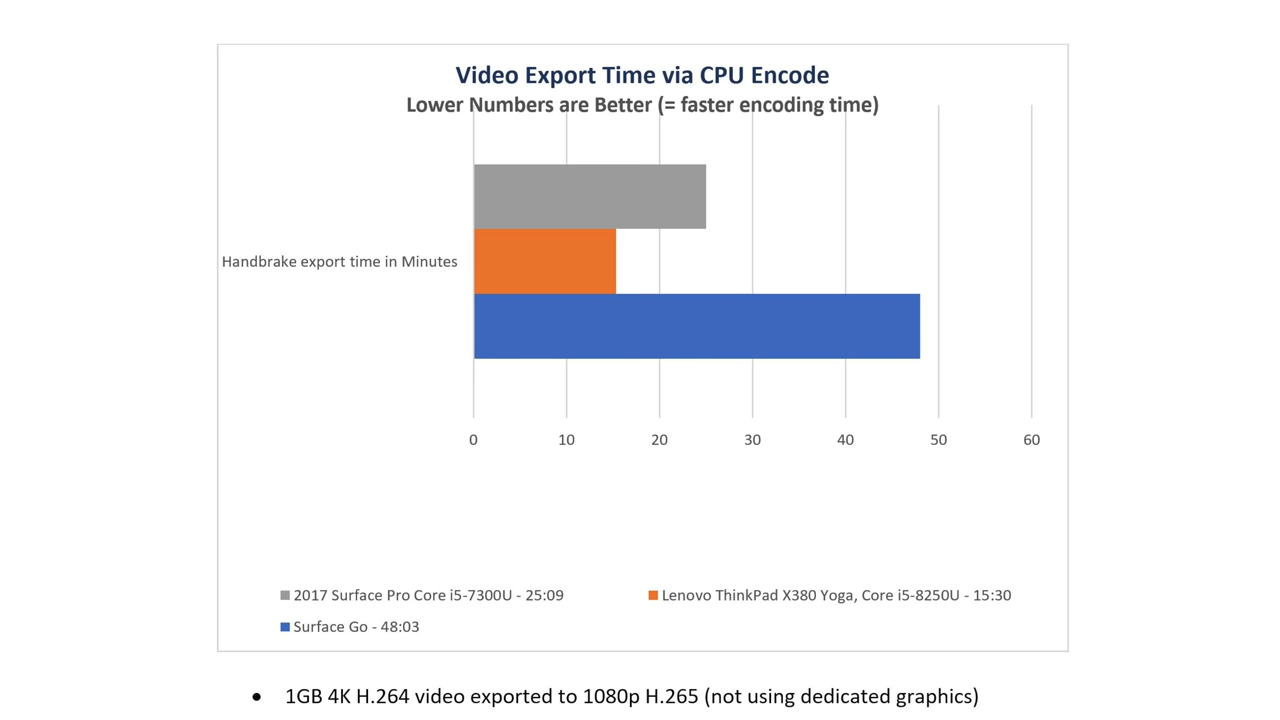 Video Export Time via CPU Encode
Lower Numbers are Better (= faster encoding time)
Handbrake export time in Minutes
0 10 20 30 40 50 60
2017 Surface Pro Core i5-7300U - 25:09
Lenovo ThinkPad X380 Yoga, Core i5-8250U - 15:30
Surface Go - 48:03
• 1GB 4K H.264 video exported to 1080p H.265 (not using dedicated graphics)